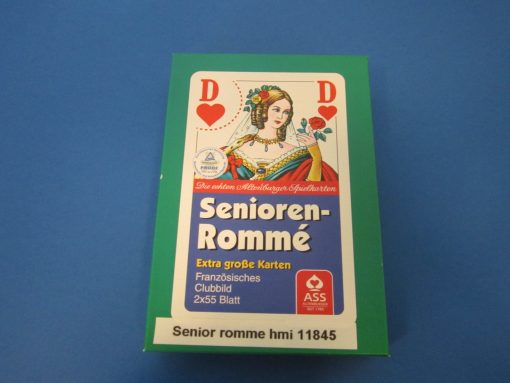 D D
Die echten Altenburger Spielkarten
Senioren-
Rommé
Extra große Karten
Französisches
Clubbild
2x55 Blatt
ASS
Senior romme hmi 11845